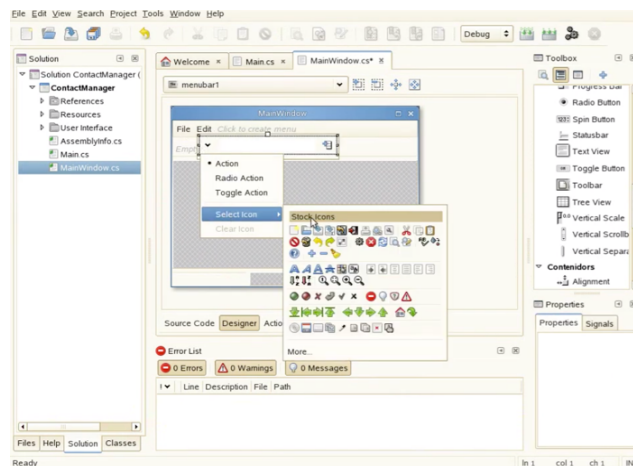 File Edit View Search Project Tools Window Help
Debug
Solution
Solution ContactManager (
ContactManager
References
Resources
User Interface
AssemblyInfo.cs
Main.cs
MainWindow.cs
Files Help Solution Classes
Ready
Welcome
Main.cs
MainWindow.cs*
menubar1
MainWindow
File Edit Click to create menu
Action
Radio Action
Toggle Action
Select Icon
Clear Icon
Stock Icons
More...
Source Code Designer Actio
Error List
0 Errors 0 Warnings 0 Messages
! Line Description File Path
Toolbox
Progress Bar
Radio Button
Spin Button
Statusbar
Text View
Toggle Button
Toolbar
Tree View
Vertical Scale
Vertical Scrollb
Vertical Separa
Contenidors
Alignment
Properties
Properties Signals
ln 1 col 1 ch 1 IN